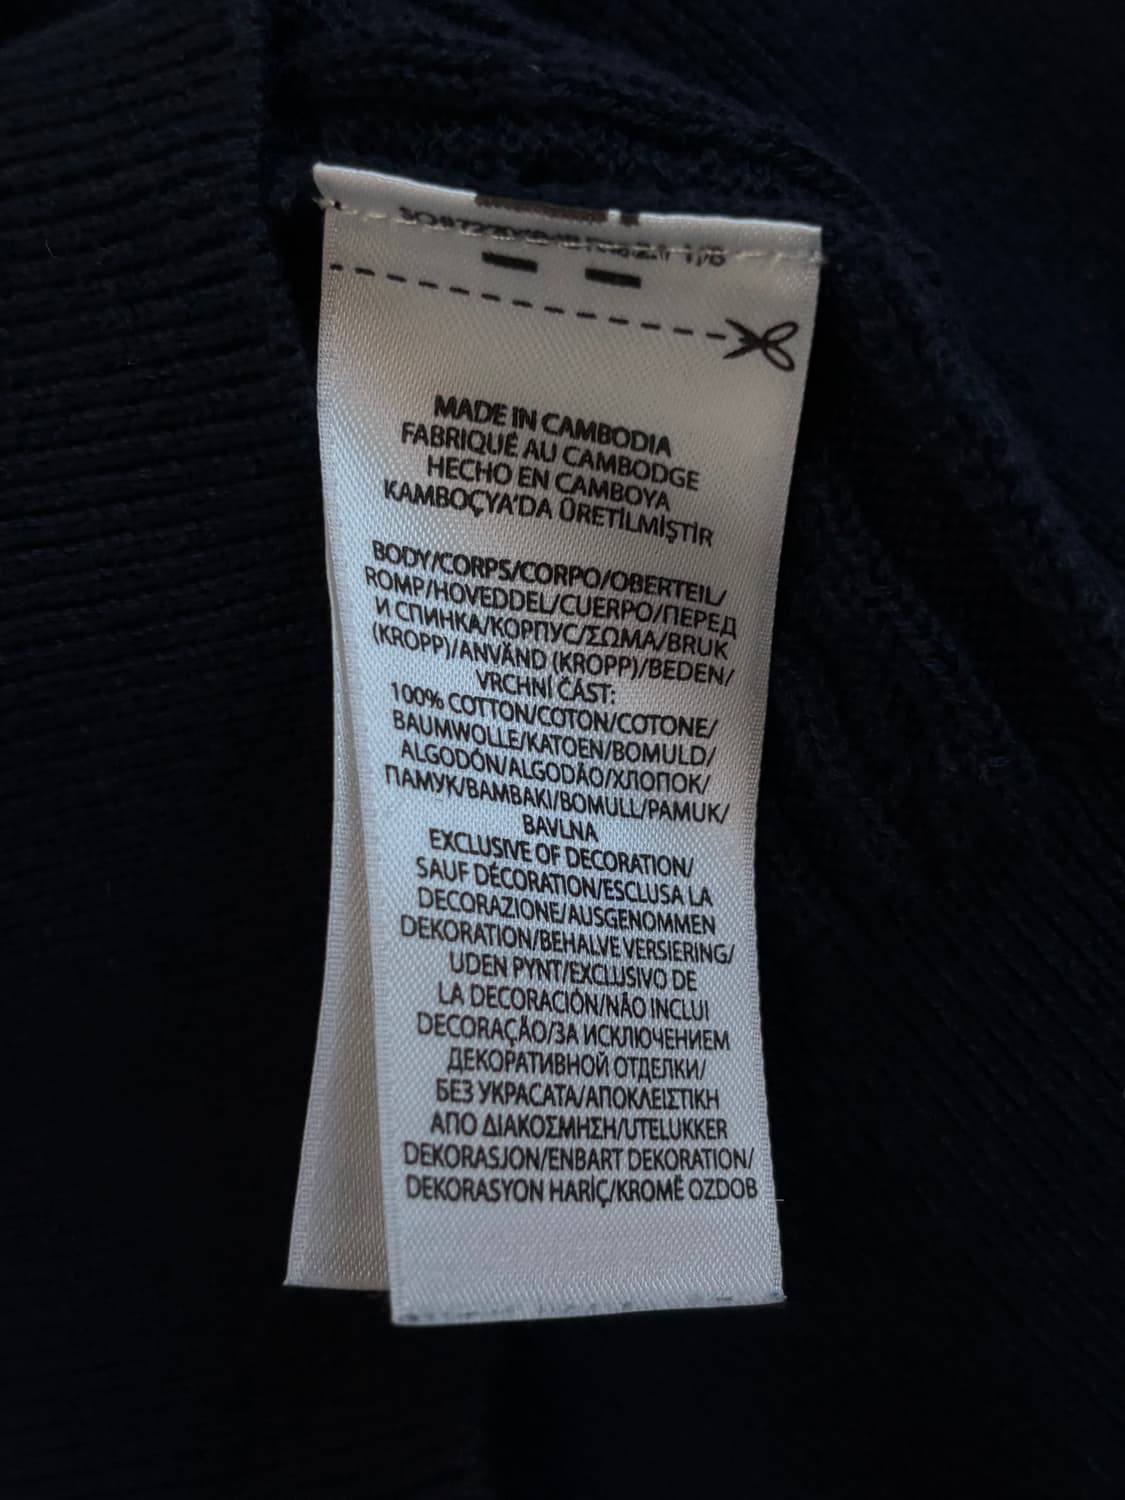 MADE IN CAMBODIA
FABRIQUÉ AU CAMBODGE
HECHO EN CAMBOYA
KAMBOÇYA'DA ÜRETİLMİŞTİR
BODY/CORPS/CORPO/OBERTEIL/
ROMP/HOVEDDEL/CUERPO/ПЕРЕД
И СПИНКА/КОРПУС/ΣΩΜΑ/BRUK
(KROPP)/ANVÄND (KROPP)/BEDEN/
VRCHNÍ ČÁST:
100% COTTON/COTON/COTONE/
BAUMWOLLE/KATOEN/BOMULD/
ALGODÓN/ALGODÃO/ХЛОПОК/
ПАМУК/ΒΑΜΒΑΚΙ/BOMULL/PAMUK/
BAVLNA
EXCLUSIVE OF DECORATION/
SAUF DÉCORATION/ESCLUSA LA
DECORAZIONE/AUSGENOMMEN
DEKORATION/BEHALVE VERSIERING/
UDEN PYNT/EXCLUSIVO DE
LA DECORACIÓN/NÃO INCLUI
DECORAÇÃO/ЗА ИСКЛЮЧЕНИЕМ
ДЕКОРАТИВНОЙ ОТДЕЛКИ/
БЕЗ УКРАСАТА/ΑΠΟΚΛΕΙΣΤΙΚΗ
ΑΠΟ ΔΙΑΚΟΣΜΗΣΗ/UTELUKKER
DEKORASJON/ENBART DEKORATION/
DEKORASYON HARİÇ/KROMĚ OZDOB